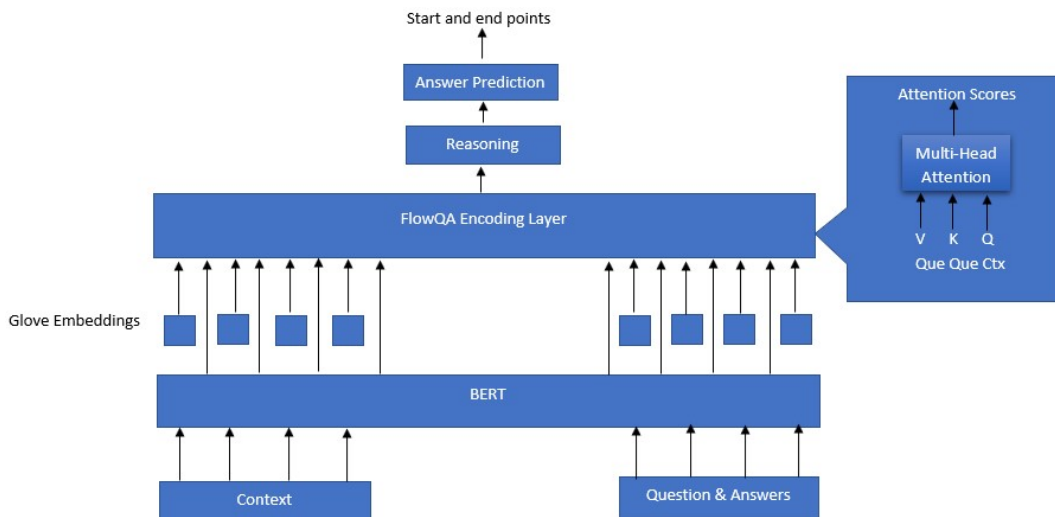 Start and end points
Answer Prediction
Reasoning
FlowQA Encoding Layer
Attention Scores
Multi-Head
Attention
V K Q
Que Que Ctx
Glove Embeddings
BERT
Context
Question & Answers